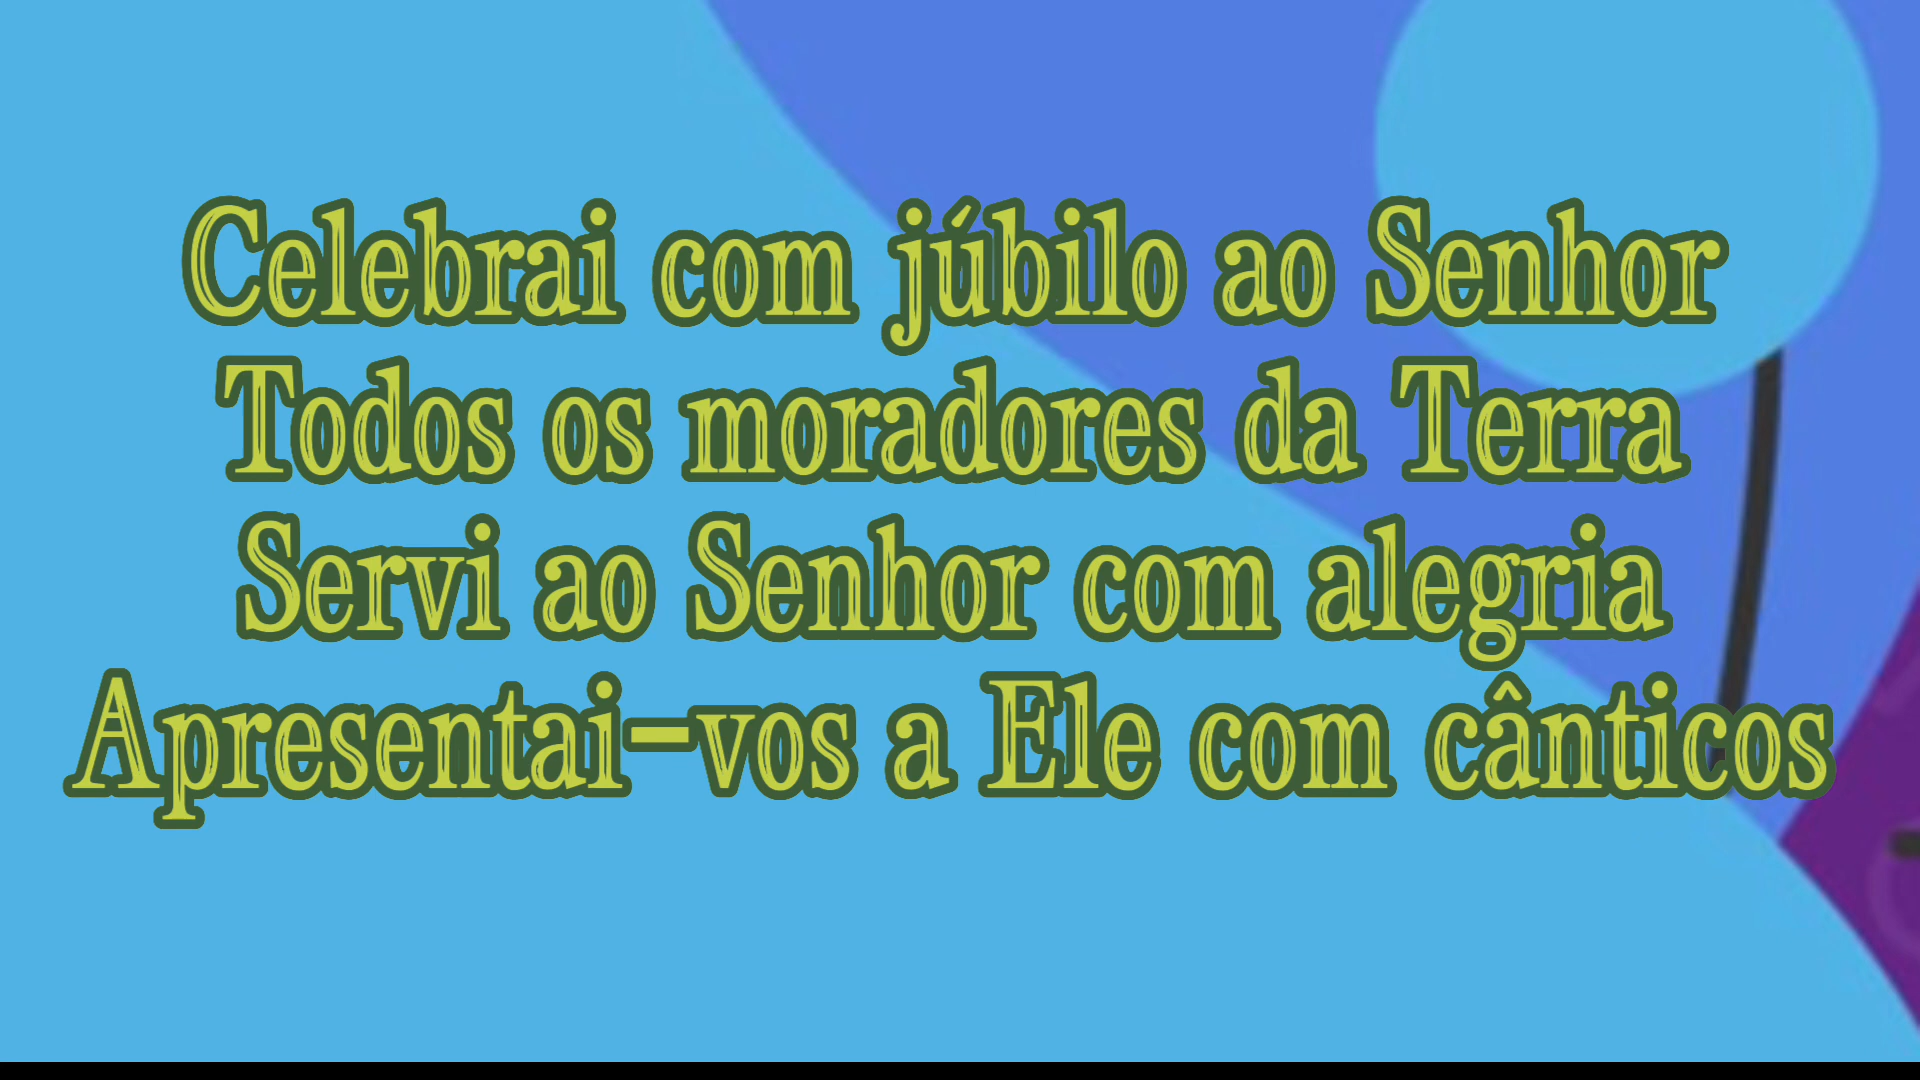 Celebrai com júbilo ao Senhor
Todos os moradores da Terra
Servi ao Senhor com alegria
Apresentai-vos a Ele com cânticos